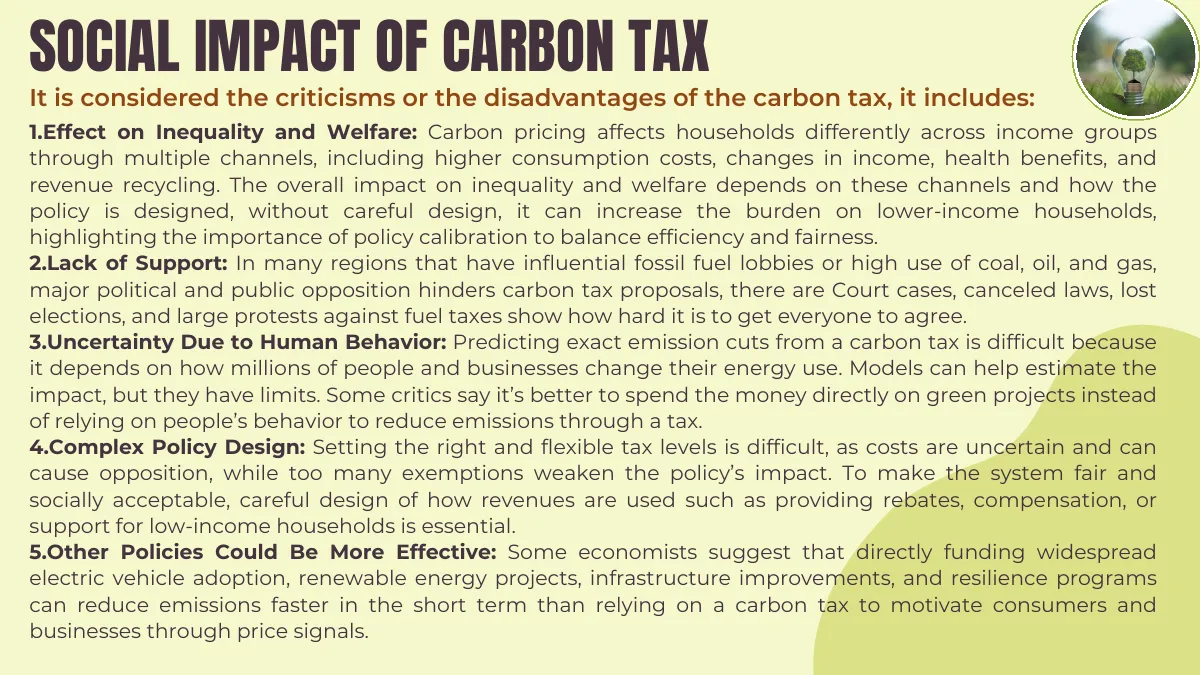 SOCIAL IMPACT OF CARBON TAX
It is considered the criticisms or the disadvantages of the carbon tax, it includes:
1.Effect on Inequality and Welfare: Carbon pricing affects households differently across income groups
through multiple channels, including higher consumption costs, changes in income, health benefits, and
revenue recycling. The overall impact on inequality and welfare depends on these channels and how the
policy is designed, without careful design, it can increase the burden on lower-income households,
highlighting the importance of policy calibration to balance efficiency and fairness.
2.Lack of Support: In many regions that have influential fossil fuel lobbies or high use of coal, oil, and gas,
major political and public opposition hinders carbon tax proposals, there are Court cases, canceled laws, lost
elections, and large protests against fuel taxes show how hard it is to get everyone to agree.
3.Uncertainty Due to Human Behavior: Predicting exact emission cuts from a carbon tax is difficult because
it depends on how millions of people and businesses change their energy use. Models can help estimate the
impact, but they have limits. Some critics say it’s better to spend the money directly on green projects instead
of relying on people’s behavior to reduce emissions through a tax.
4.Complex Policy Design: Setting the right and flexible tax levels is difficult, as costs are uncertain and can
cause opposition, while too many exemptions weaken the policy’s impact. To make the system fair and
socially acceptable, careful design of how revenues are used such as providing rebates, compensation, or
support for low-income households is essential.
5.Other Policies Could Be More Effective: Some economists suggest that directly funding widespread
electric vehicle adoption, renewable energy projects, infrastructure improvements, and resilience programs
can reduce emissions faster in the short term than relying on a carbon tax to motivate consumers and
businesses through price signals.